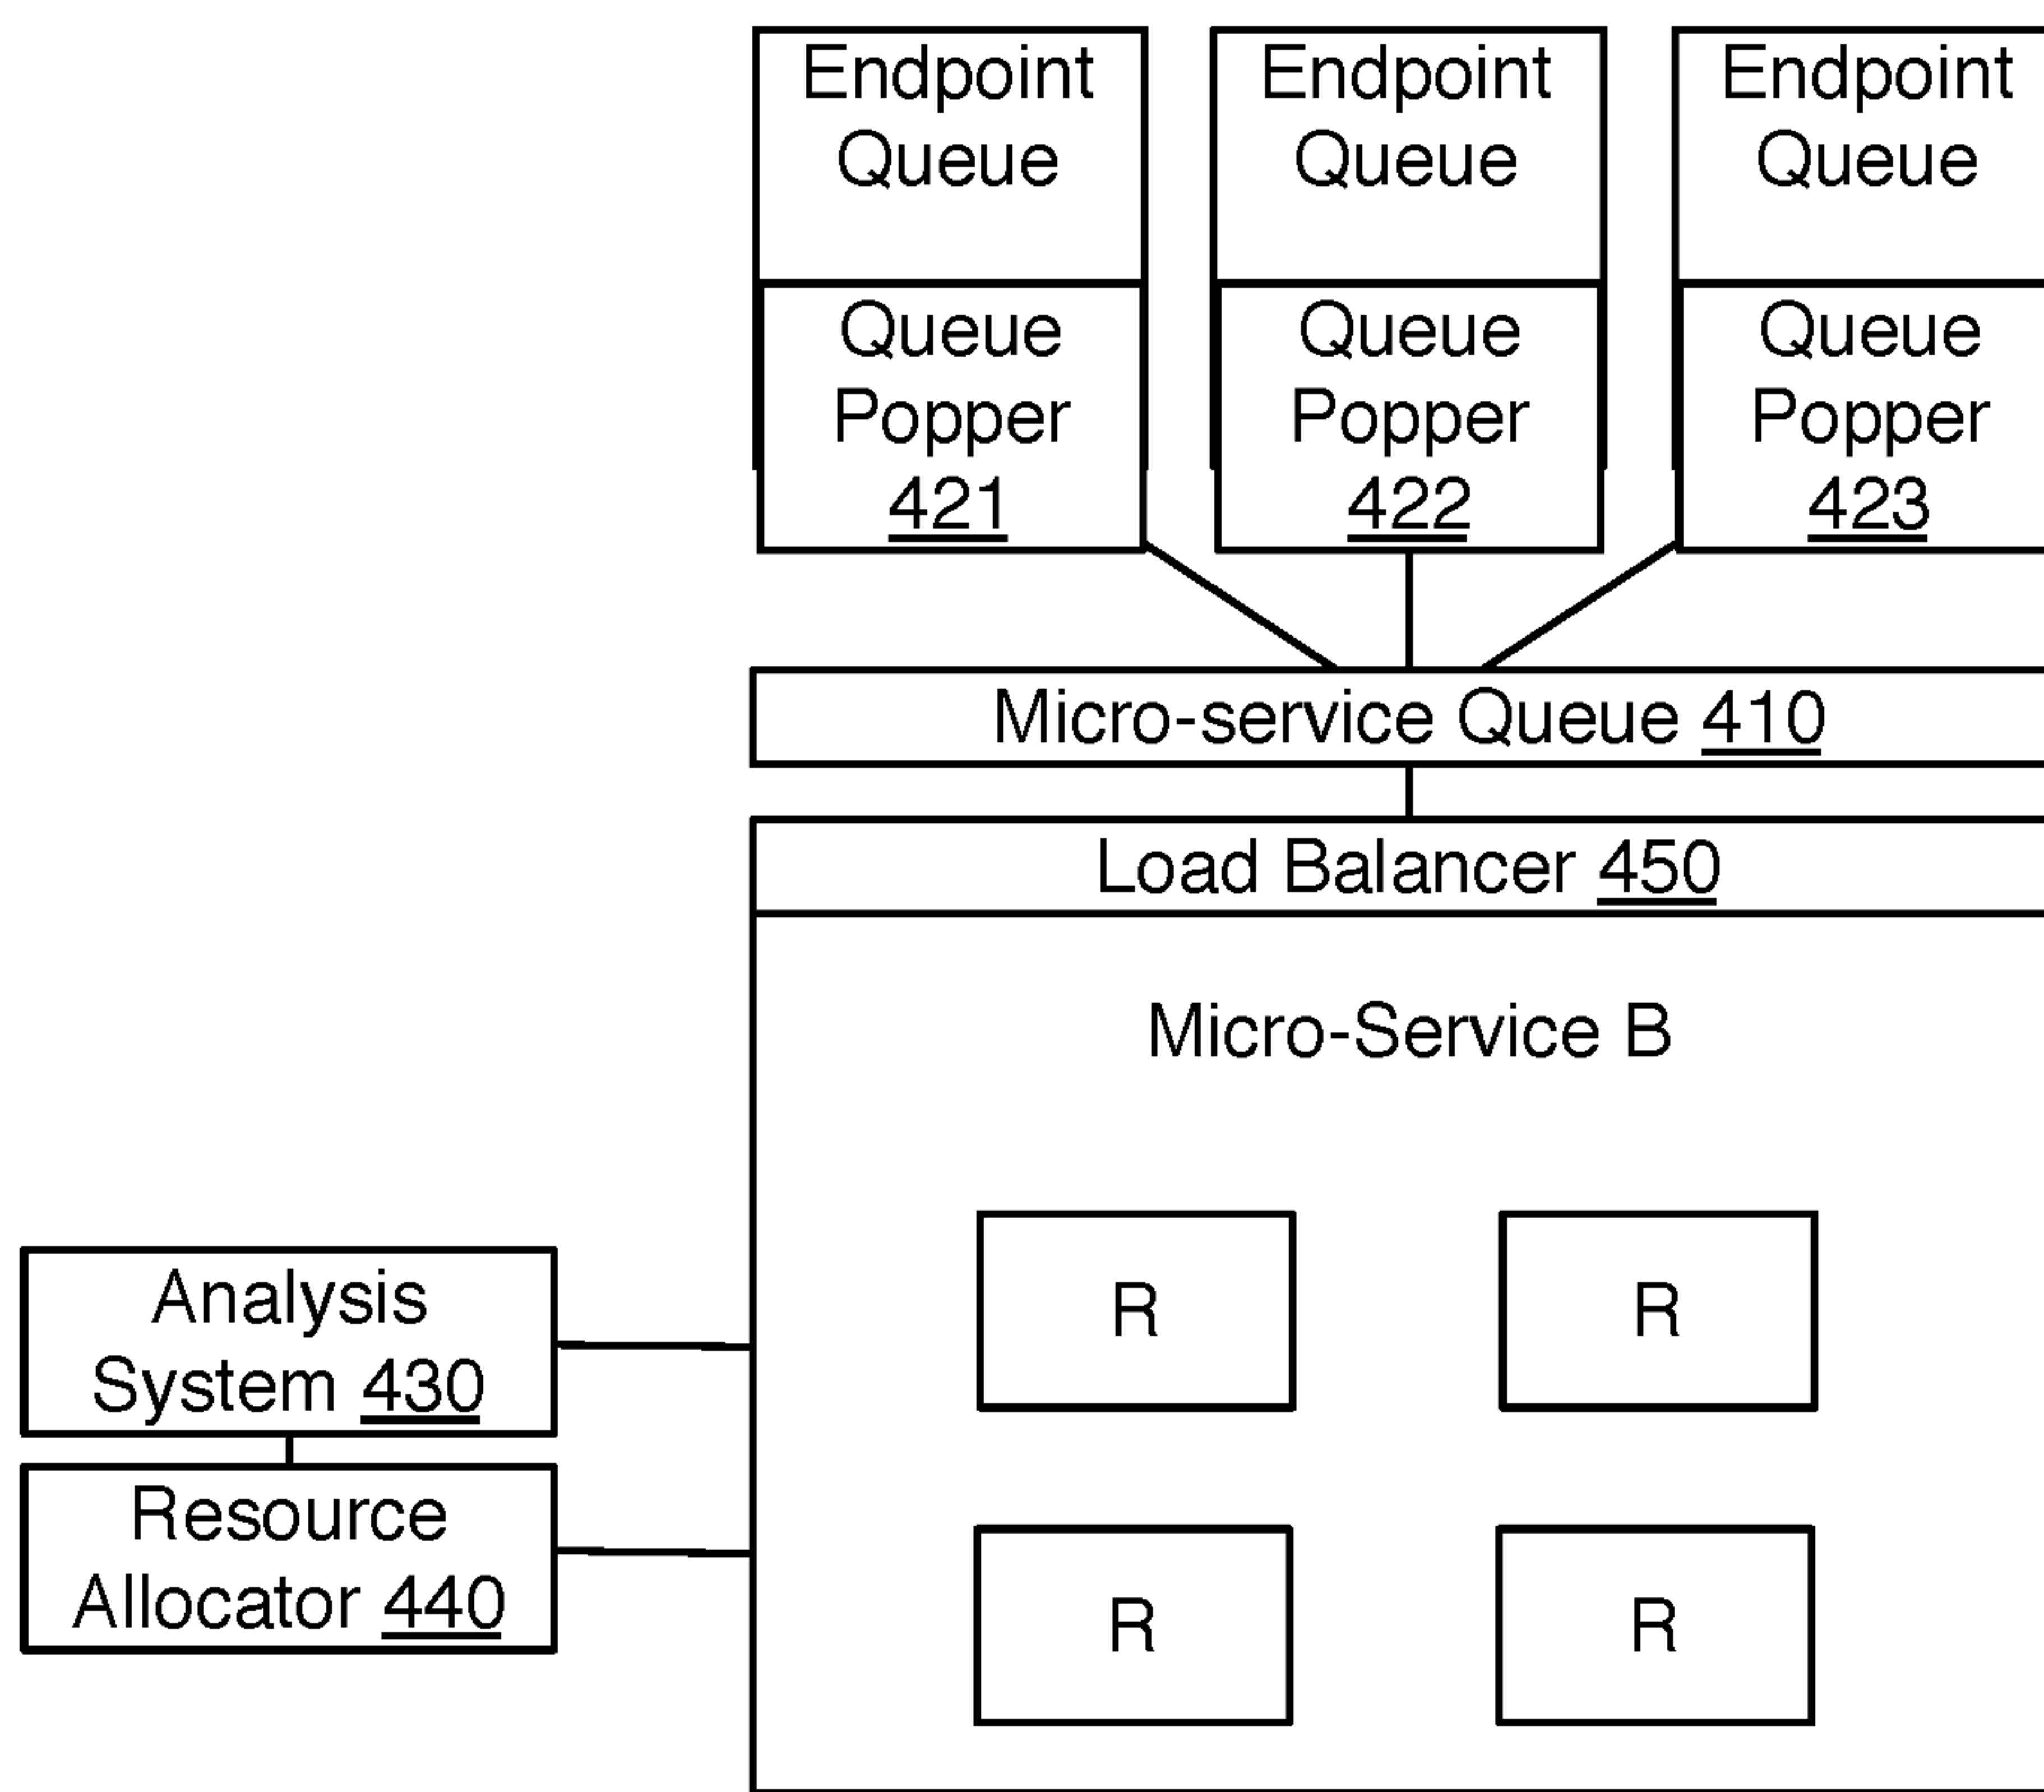 Endpoint
Queue
Endpoint
Queue
Endpoint
Queue
Queue
Popper
421
Queue
Popper
422
Queue
Popper
423
Micro-service Queue 410
Load Balancer 450
Micro-Service B
R
R
Analysis
System 430
Resource
Allocator 440
R
R